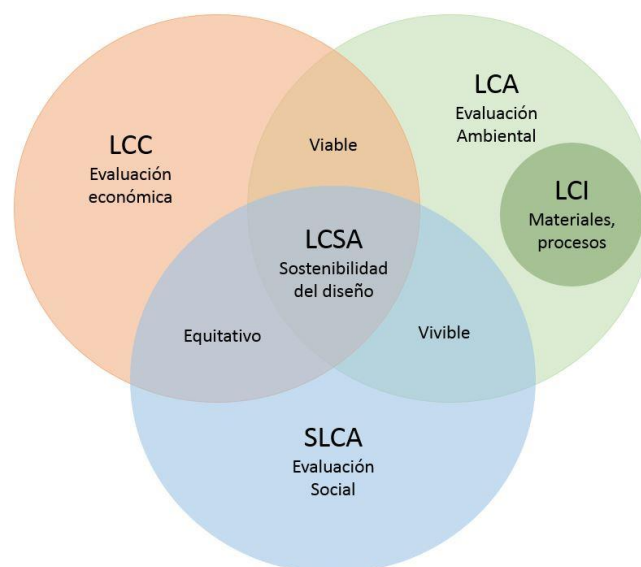 LCC
Evaluación
económica
Viable
LCA
Evaluación
Ambiental
LCI
Materiales,
procesos
LCSA
Sostenibilidad
del diseño
Equitativo
Vivible
SLCA
Evaluación
Social